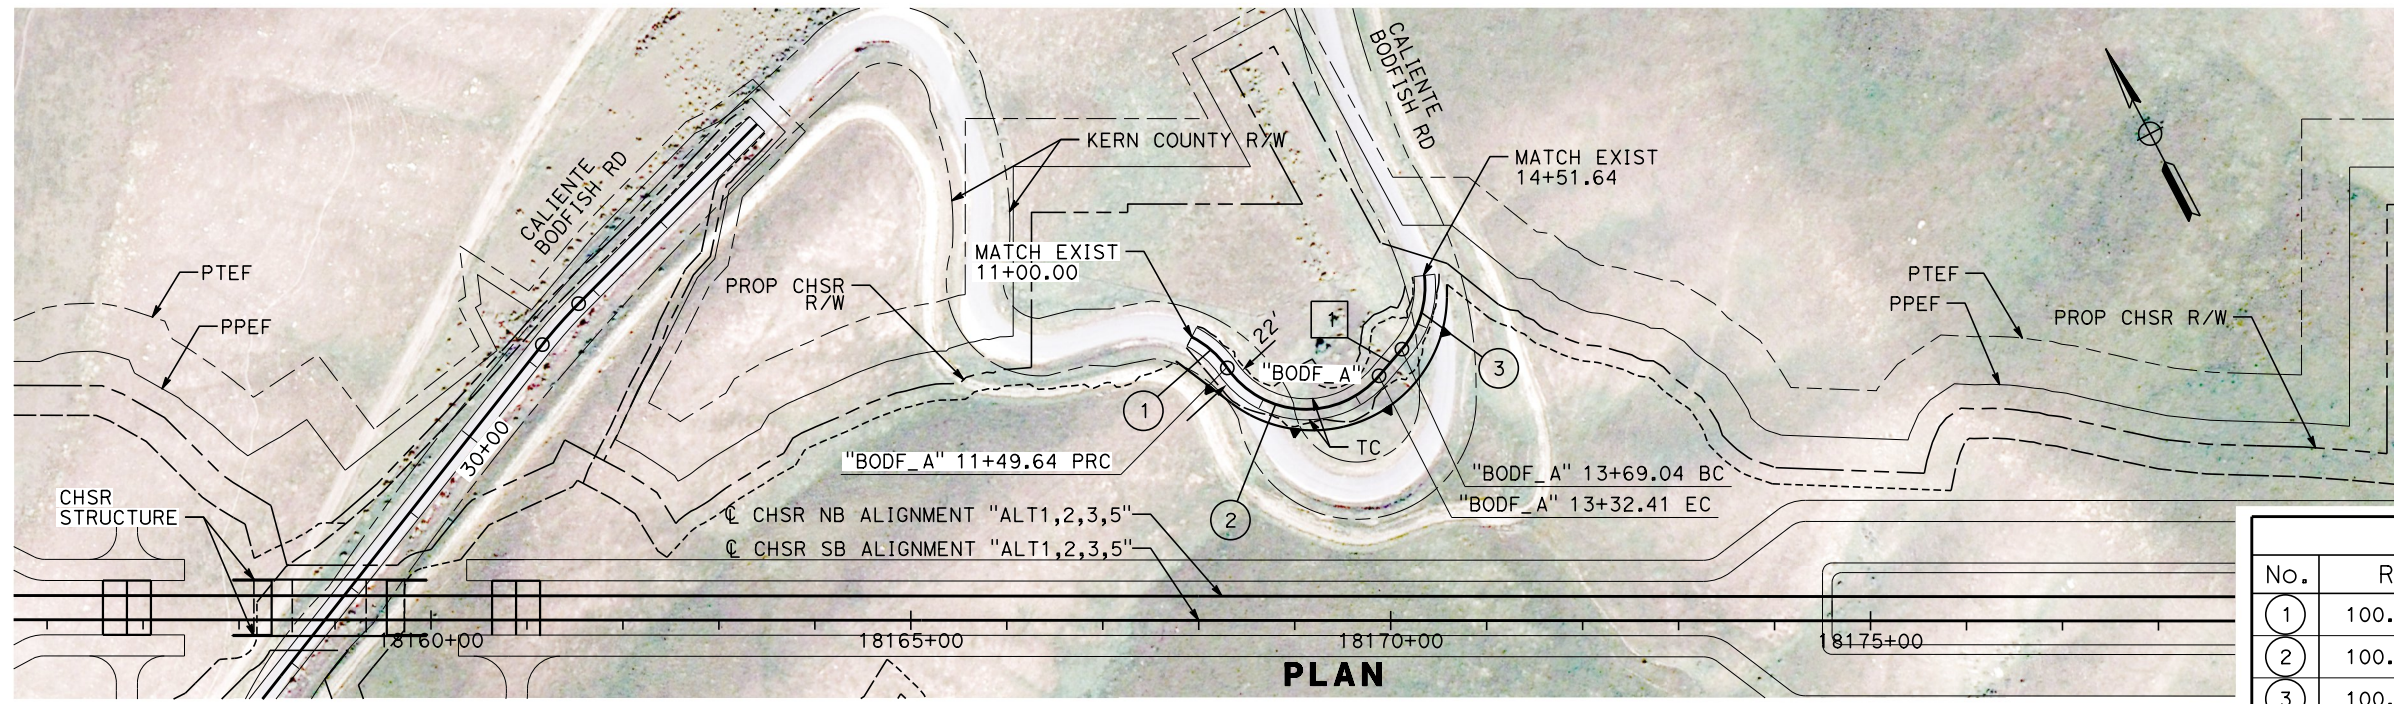 CALIENTE
BODFISH RD
CALIENTE
BODFISH RD
KERN COUNTY R/W
MATCH EXIST
14+51.64
MATCH EXIST
11+00.00
PTEF
PPEF
PROP CHSR
R/W
PTEF
PPEF
PROP CHSR R/W
1
22'
"BODF_A"
3
1
30+00
TC
"BODF_A" 11+49.64 PRC
"BODF_A" 13+69.04 BC
"BODF_A" 13+32.41 EC
2
CHSR
STRUCTURE
℄ CHSR NB ALIGNMENT "ALT1,2,3,5"
℄ CHSR SB ALIGNMENT "ALT1,2,3,5"
18160+00 18165+00 18170+00 18175+00
PLAN
No. R
1 100.
2 100.
3 100.